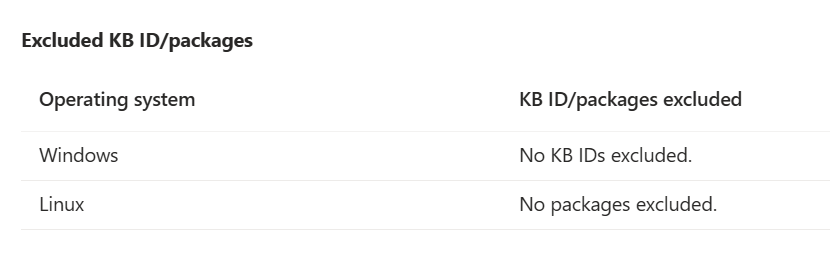 Excluded KB ID/packages
Operating system KB ID/packages excluded
Windows No KB IDs excluded.
Linux No packages excluded.